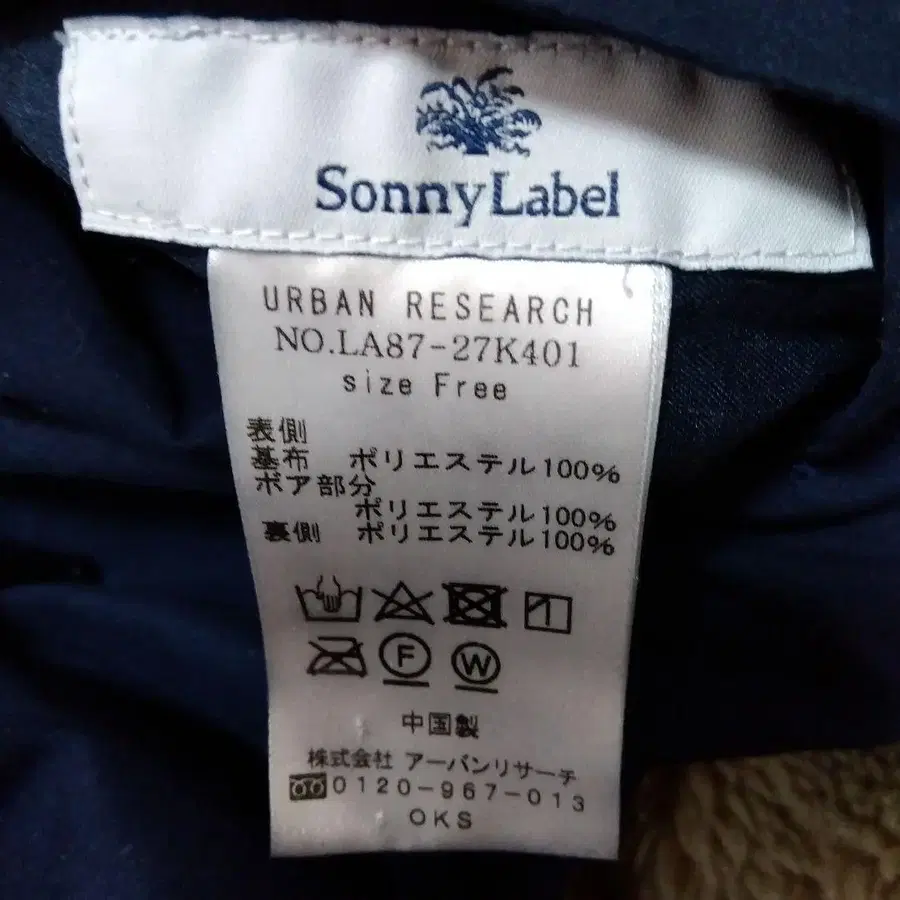 Sonny Label
URBAN RESEARCH
NO.LA87-27K401
size Free
表側
基布 ポリエステル100%
ボア部分
ポリエステル100%
裏側 ポリエステル100%
F W
中国製
株式会社 アーバンリサーチ
0120-967-013
OKS